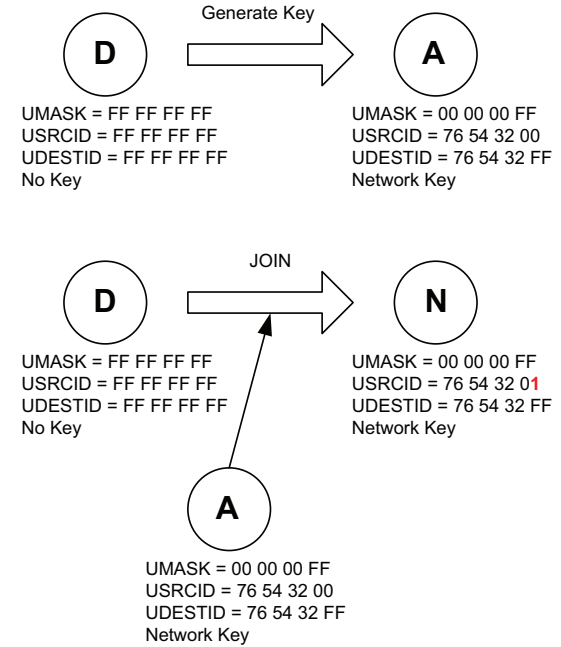 Generate Key
D
A
UMASK = FF FF FF FF
USRCID = FF FF FF FF
UDESTID = FF FF FF FF
No Key
UMASK = 00 00 00 FF
USRCID = 76 54 32 00
UDESTID = 76 54 32 FF
Network Key
JOIN
D
N
UMASK = FF FF FF FF
USRCID = FF FF FF FF
UDESTID = FF FF FF FF
No Key
UMASK = 00 00 00 FF
USRCID = 76 54 32 01
UDESTID = 76 54 32 FF
Network Key
A
UMASK = 00 00 00 FF
USRCID = 76 54 32 00
UDESTID = 76 54 32 FF
Network Key